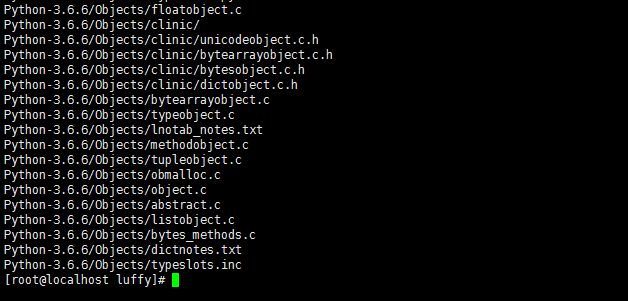 Python-3.6.6/Objects/floatobject.c
Python-3.6.6/Objects/clinic/
Python-3.6.6/Objects/clinic/unicodeobject.c.h
Python-3.6.6/Objects/clinic/bytearrayobject.c.h
Python-3.6.6/Objects/clinic/bytesobject.c.h
Python-3.6.6/Objects/clinic/dictobject.c.h
Python-3.6.6/Objects/bytearrayobject.c
Python-3.6.6/Objects/typeobject.c
Python-3.6.6/Objects/lnotab_notes.txt
Python-3.6.6/Objects/methodobject.c
Python-3.6.6/Objects/tupleobject.c
Python-3.6.6/Objects/obmalloc.c
Python-3.6.6/Objects/object.c
Python-3.6.6/Objects/abstract.c
Python-3.6.6/Objects/listobject.c
Python-3.6.6/Objects/bytes_methods.c
Python-3.6.6/Objects/dictnotes.txt
Python-3.6.6/Objects/typeslots.inc
[root@localhost luffy]#